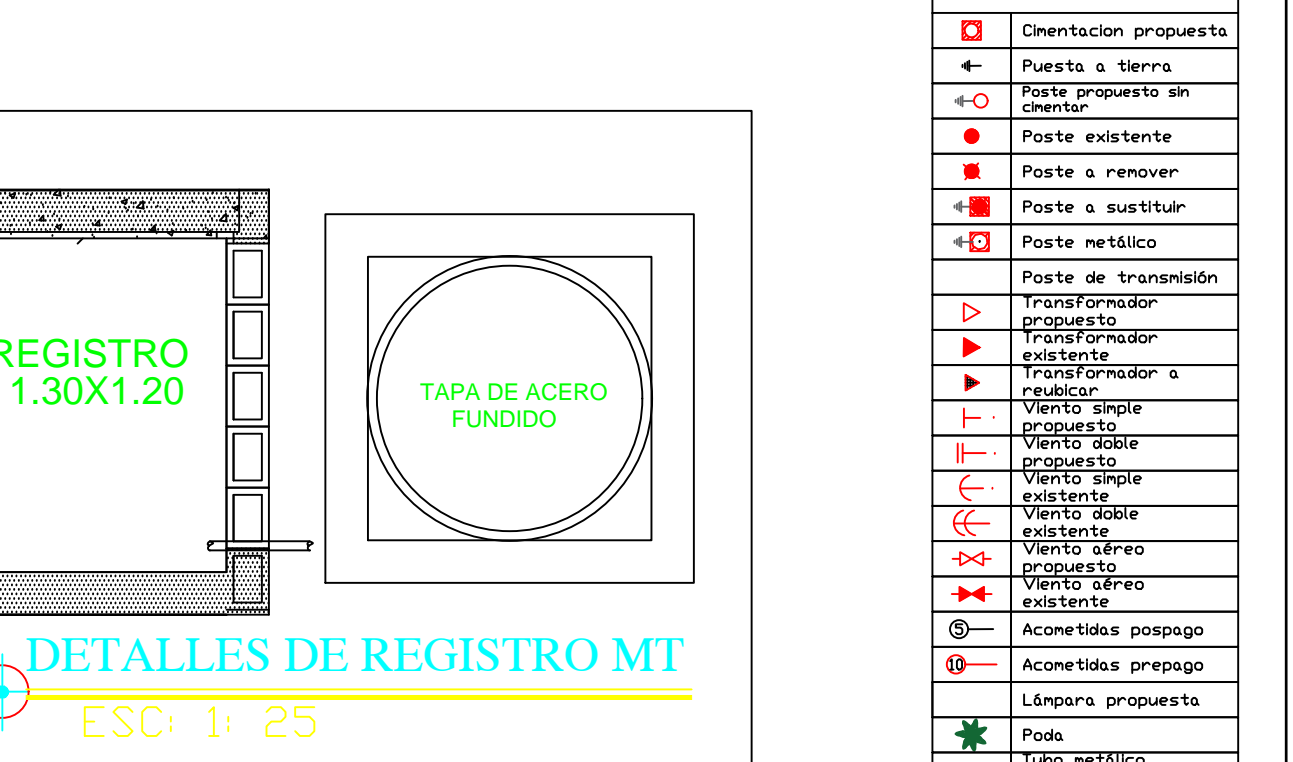 REGISTRO
1.30X1.20
TAPA DE ACERO
FUNDIDO
DETALLES DE REGISTRO MT
ESC: 1: 25
Cimentacion propuesta
Puesta a tierra
Poste propuesto sin
cimentar
Poste existente
Poste a remover
Poste a sustituir
Poste metálico
Poste de transmisión
Transformador
propuesto
Transformador
existente
Transformador a
reubicar
Viento simple
propuesto
Viento doble
propuesto
Viento simple
existente
Viento doble
existente
Viento aéreo
propuesto
Viento aéreo
existente
5 Acometidas pospago
10 Acometidas prepago
Lámpara propuesta
Poda
Tubo metálico